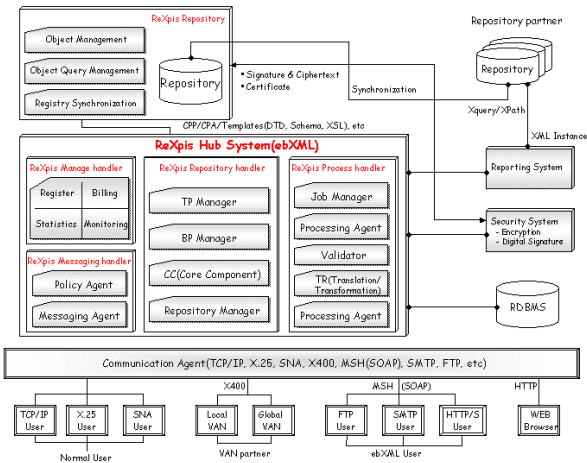 ReXpis Repository
Object Management
Object Query Management
Registry Synchronization
Repository
Signature & Ciphertext
Certificate
Synchronization
Repository partner
Repository
Xquery/XPath
XML Instance
CPP/CPA/Templates(DTD, Schema, XSL), etc
ReXpis Hub System(ebXML)
ReXpis Manage handler
Register
Billing
Statistics
Monitoring
ReXpis Messaging handler
Policy Agent
Messaging Agent
ReXpis Repository handler
TP Manager
BP Manager
CC(Core Component)
Repository Manager
ReXpis Process handler
Job Manager
Processing Agent
Validator
TR(Translation/
Transformation)
Processing Agent
Reporting System
Security System
- Encryption
- Digital Signature
RDBMS
Communication Agent(TCP/IP, X.25, SNA, X400, MSH(SOAP), SMTP, FTP, etc)
X400
MSH (SOAP)
HTTP
TCP/IP
User
X.25
User
SNA
User
Local
VAN
Global
VAN
FTP
User
SMTP
User
HTTP/S
User
WEB
Browser
Normal User
VAN partner
ebXML User